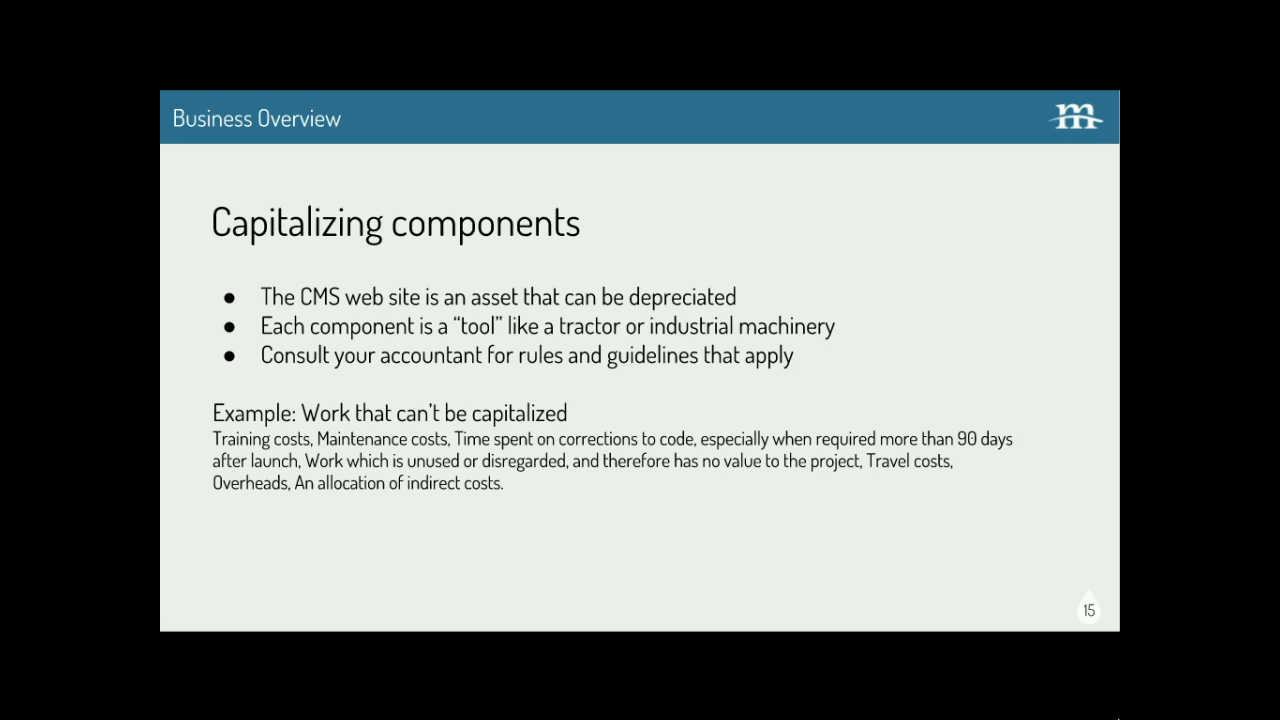 Business Overview
m
Capitalizing components
● The CMS web site is an asset that can be depreciated
● Each component is a “tool” like a tractor or industrial machinery
● Consult your accountant for rules and guidelines that apply
Example: Work that can’t be capitalized
Training costs, Maintenance costs, Time spent on corrections to code, especially when required more than 90 days
after launch, Work which is unused or disregarded, and therefore has no value to the project, Travel costs,
Overheads, An allocation of indirect costs.
15